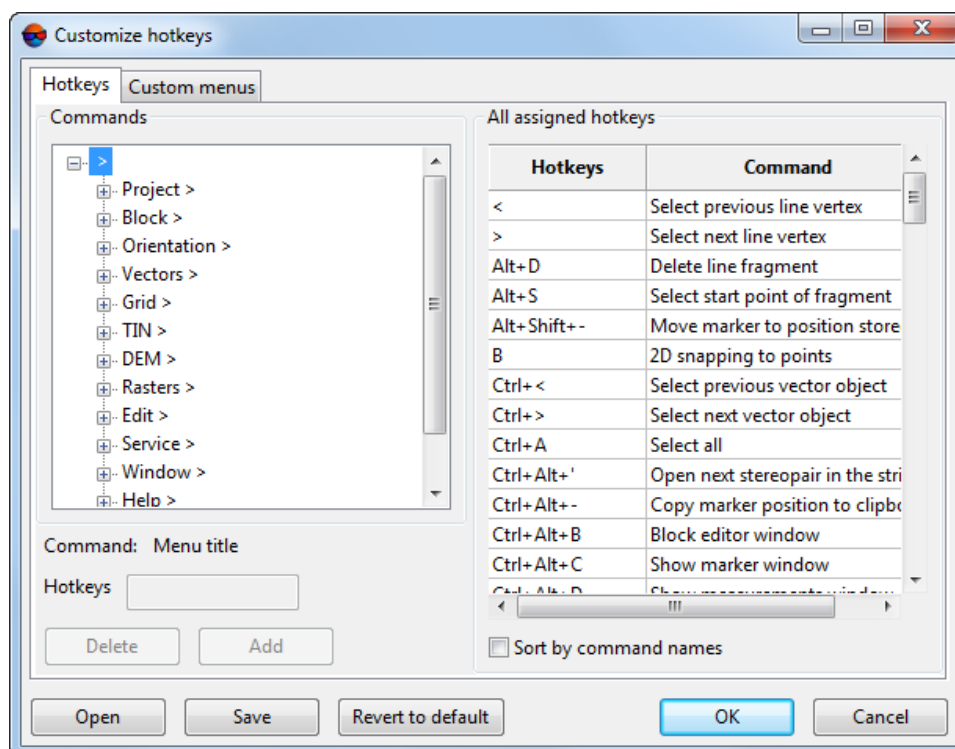 Customize hotkeys
Hotkeys
Custom menus
Commands
>
Project >
Block >
Orientation >
Vectors >
Grid >
TIN >
DEM >
Rasters >
Edit >
Service >
Window >
Help >
Command: Menu title
Hotkeys
Delete
Add
All assigned hotkeys
Hotkeys Command
< Select previous line vertex
> Select next line vertex
Alt+D Delete line fragment
Alt+S Select start point of fragment
Alt+Shift+- Move marker to position store
B 2D snapping to points
Ctrl+< Select previous vector object
Ctrl+> Select next vector object
Ctrl+A Select all
Ctrl+Alt+' Open next stereopair in the stri
Ctrl+Alt+- Copy marker position to clipbo
Ctrl+Alt+B Block editor window
Ctrl+Alt+C Show marker window
Ctrl+Alt+D Show measurements window
Sort by command names
Open
Save
Revert to default
OK
Cancel